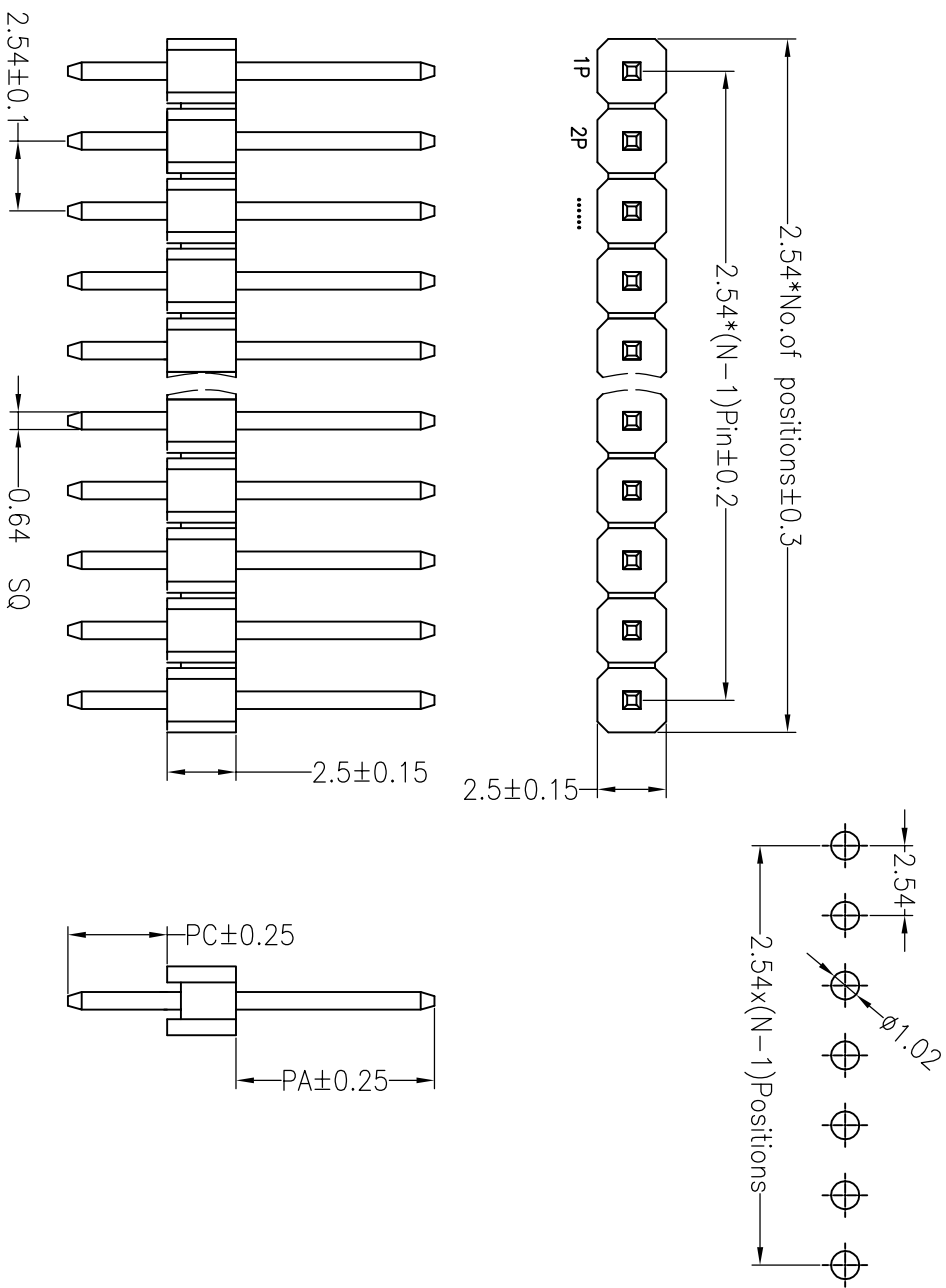 2.54*No.of positions±0.3
2.54*(N-1)Pin±0.2
1P
2P
......
2.5±0.15
2.54±0.1
0.64 SQ
2.5±0.15
2.54
ø1.02
2.54x(N-1)Positions
PC±0.25
PA±0.25